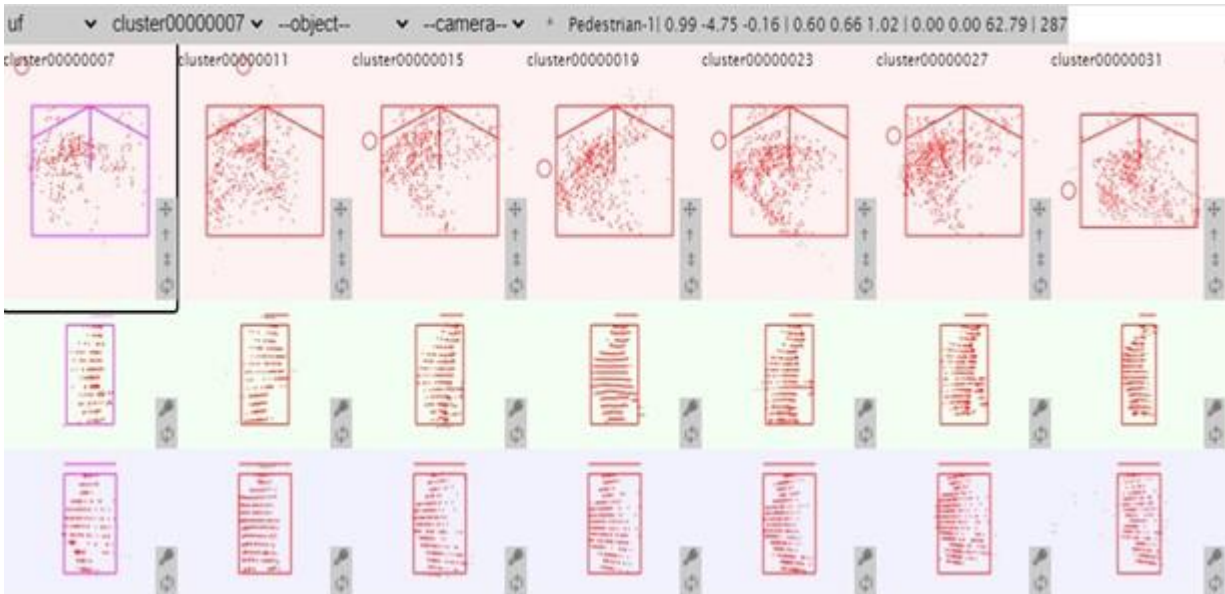 uf cluster00000007 --object-- --camera-- * Pedestrian-1| 0.99 -4.75 -0.16 | 0.60 0.66 1.02 | 0.00 0.00 62.79 | 287
cluster00000007 cluster00000011 cluster00000015 cluster00000019 cluster00000023 cluster00000027 cluster00000031